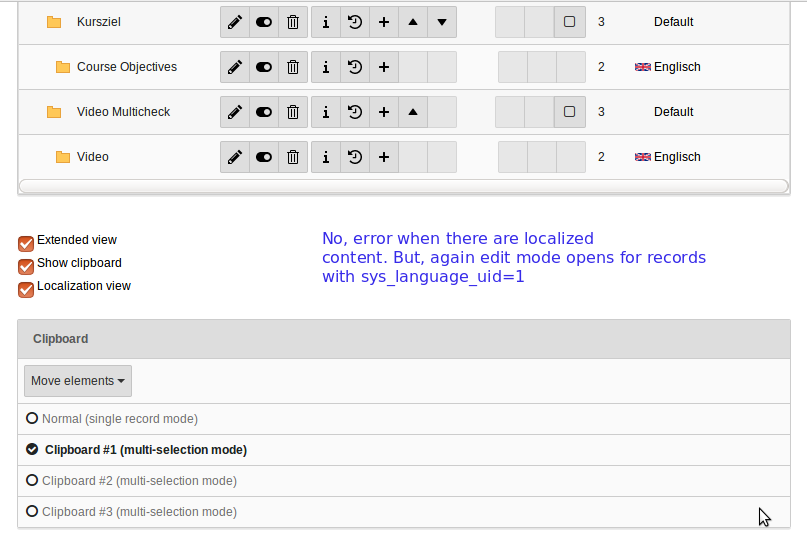 Kursziel 3 Default
Course Objectives 2 Englisch
Video Multicheck 3 Default
Video 2 Englisch
Extended view
Show clipboard
Localization view
No, error when there are localized
content. But, again edit mode opens for records
with sys_language_uid=1
Clipboard
Move elements
Normal (single record mode)
Clipboard #1 (multi-selection mode)
Clipboard #2 (multi-selection mode)
Clipboard #3 (multi-selection mode)